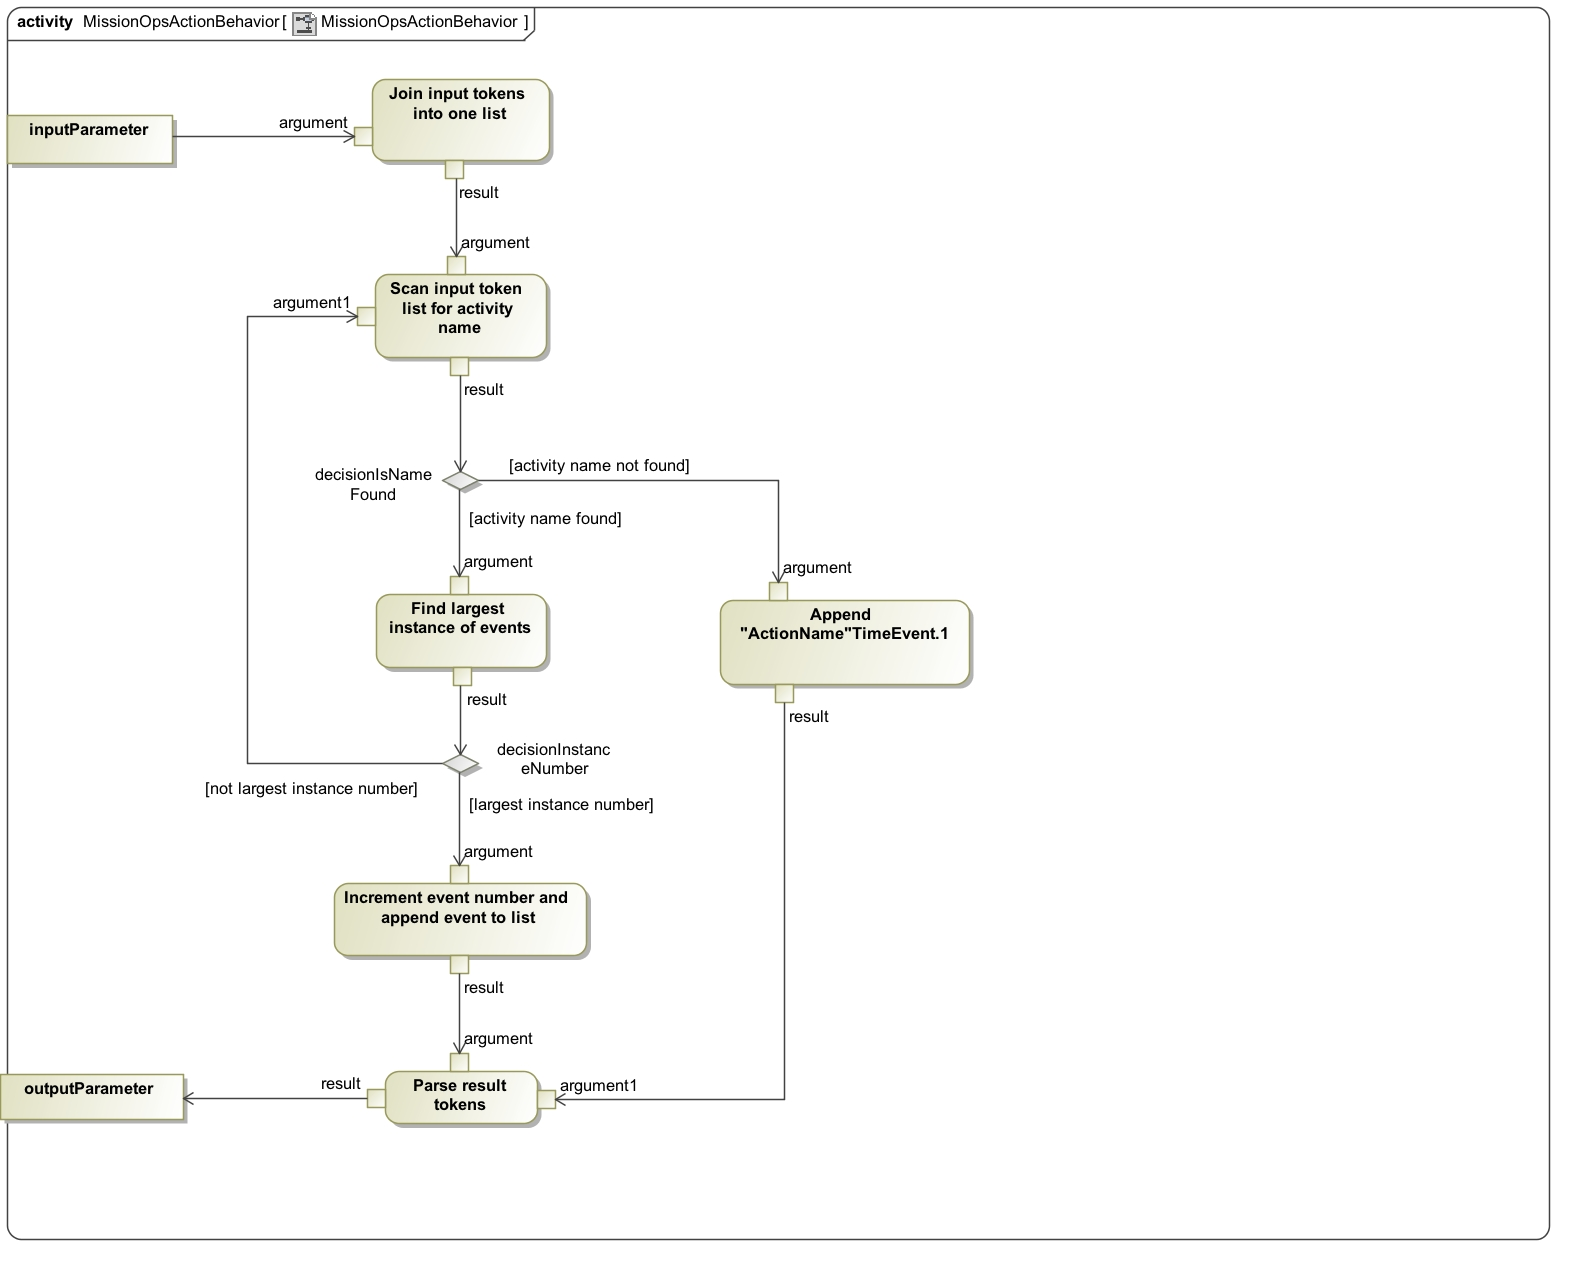 activity MissionOpsActionBehavior [ MissionOpsActionBehavior ]
Join input tokens
into one list
inputParameter
argument
result
argument
Scan input token
list for activity
name
argument1
result
decisionIsName
Found
[activity name not found]
[activity name found]
argument
argument
Find largest
instance of events
Append
"ActionName"TimeEvent.1
result
result
decisionInstanc
eNumber
[not largest instance number]
[largest instance number]
argument
Increment event number and
append event to list
result
argument
outputParameter
result
Parse result
tokens
argument1